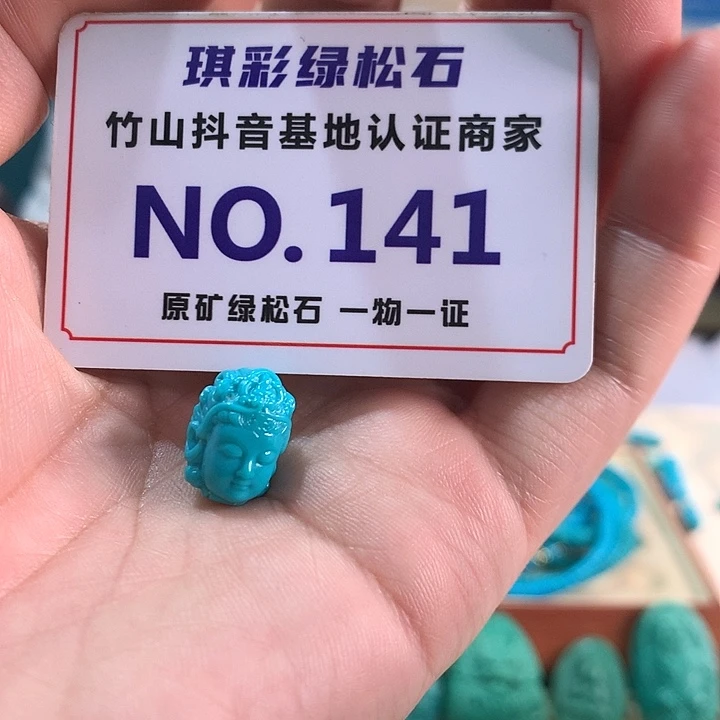 琪彩绿松石
竹山抖音基地认证商家
NO.141
原矿绿松石 一物一证